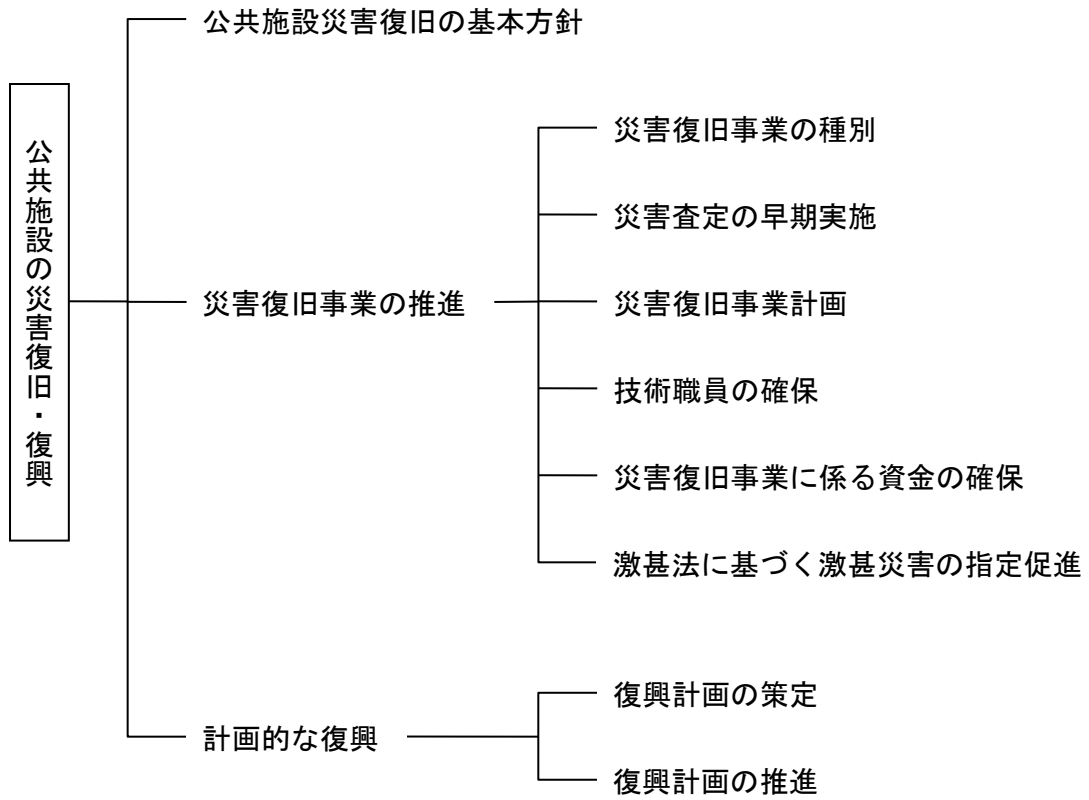 公共施設の災害復旧・復興
公共施設災害復旧の基本方針
災害復旧事業の推進
災害復旧事業の種別
災害査定の早期実施
災害復旧事業計画
技術職員の確保
災害復旧事業に係る資金の確保
激甚法に基づく激甚災害の指定促進
計画的な復興
復興計画の策定
復興計画の推進